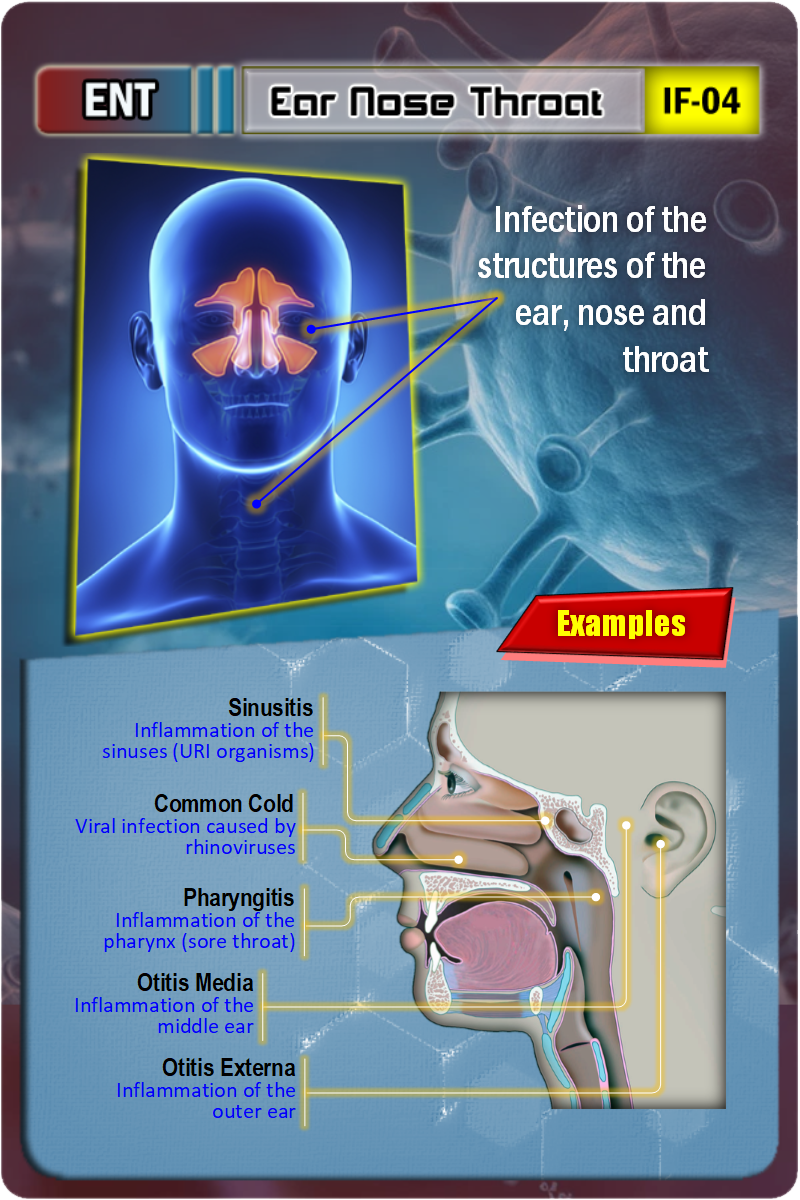 ENT
Ear Nose Throat
IF-04
Infection of the
structures of the
ear, nose and
throat
Examples
Sinusitis
Inflammation of the
sinuses (URI organisms)
Common Cold
Viral infection caused by
rhinoviruses
Pharyngitis
Inflammation of the
pharynx (sore throat)
Otitis Media
Inflammation of the
middle ear
Otitis Externa
Inflammation of the
outer ear